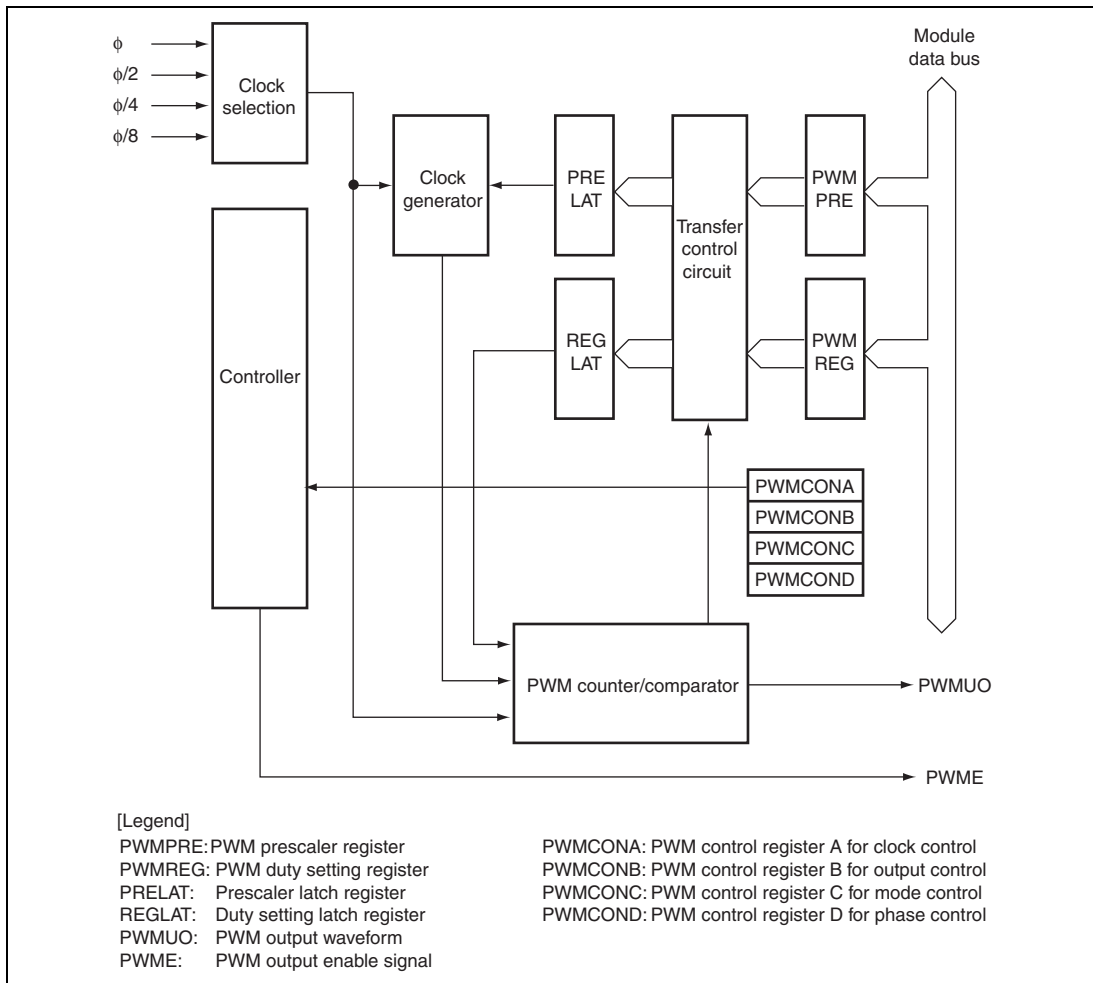 φ
φ/2
φ/4
φ/8
Clock
selection
Module
data bus
Clock
generator
PRE
LAT
Transfer
control
circuit
PWM
PRE
Controller
REG
LAT
PWM
REG
PWMCONA
PWMCONB
PWMCONC
PWMCOND
PWM counter/comparator
PWMUO
PWME
[Legend]
PWMPRE: PWM prescaler register
PWMREG: PWM duty setting register
PRELAT: Prescaler latch register
REGLAT: Duty setting latch register
PWMUO: PWM output waveform
PWME: PWM output enable signal
PWMCONA: PWM control register A for clock control
PWMCONB: PWM control register B for output control
PWMCONC: PWM control register C for mode control
PWMCOND: PWM control register D for phase control